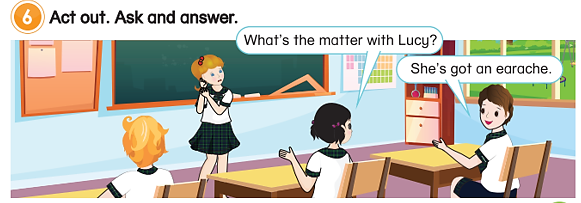 6 Act out. Ask and answer.
What's the matter with Lucy?
She's got an earache.